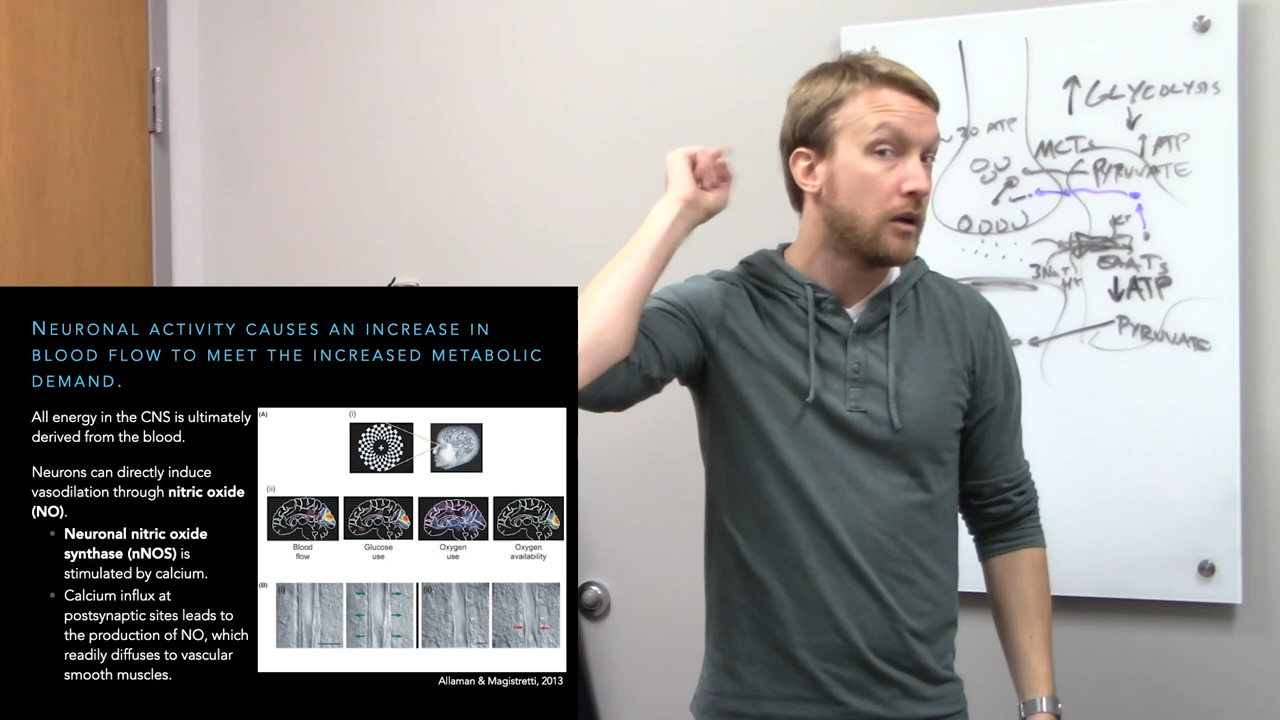 NEURONAL ACTIVITY CAUSES AN INCREASE IN
BLOOD FLOW TO MEET THE INCREASED METABOLIC
DEMAND.
All energy in the CNS is ultimately
derived from the blood.
Neurons can directly induce
vasodilation through nitric oxide
(NO).
• Neuronal nitric oxide
synthase (nNOS) is
stimulated by calcium.
• Calcium influx at
postsynaptic sites leads to
the production of NO, which
readily diffuses to vascular
smooth muscles.
(A)
(i)
(ii)
Blood
flow
Glucose
use
Oxygen
use
Oxygen
availability
(B)
(i)
(ii)
Allaman & Magistretti, 2013
↑ GLYCOLYSIS
↓
~30 ATP
MCTs
↑ATP
PYRUVATE
K+
3Na+
H+
EAATs
↓ATP
PYRUVATE